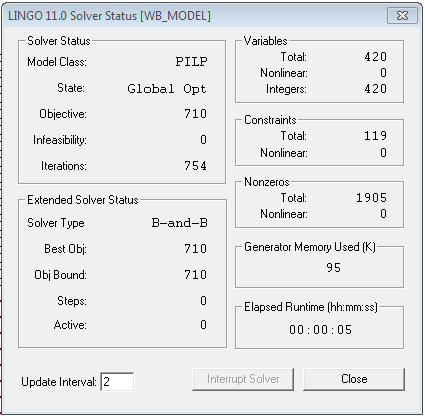 LINGO 11.0 Solver Status [WB_MODEL]
Solver Status
Model Class: PILP
State: Global Opt
Objective: 710
Infeasibility: 0
Iterations: 754
Extended Solver Status
Solver Type B-and-B
Best Obj: 710
Obj Bound: 710
Steps: 0
Active: 0
Variables
Total: 420
Nonlinear: 0
Integers: 420
Constraints
Total: 119
Nonlinear: 0
Nonzeros
Total: 1905
Nonlinear: 0
Generator Memory Used (K)
95
Elapsed Runtime (hh:mm:ss)
00:00:05
Update Interval: 2
Interrupt Solver
Close